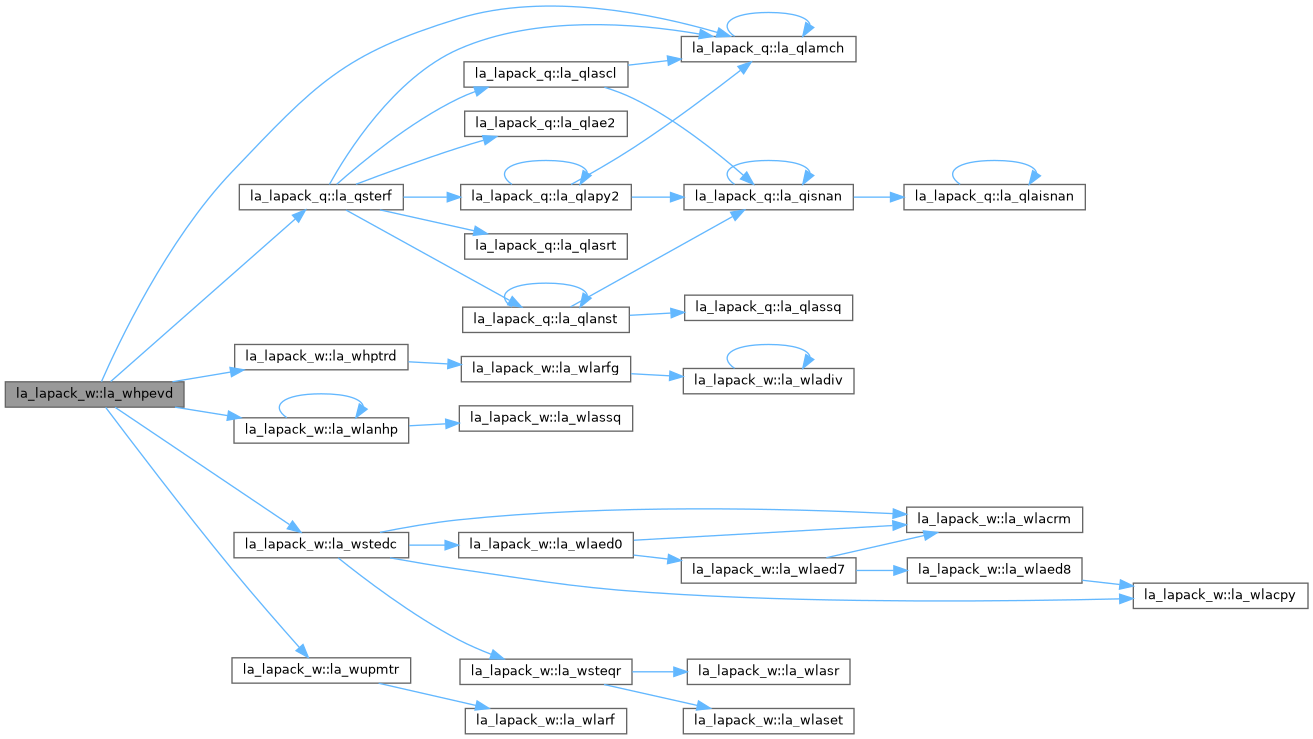 la_lapack_q::la_qlamch
la_lapack_q::la_qlascl
la_lapack_q::la_qlae2
la_lapack_q::la_qsterf
la_lapack_q::la_qlapy2
la_lapack_q::la_qisnan
la_lapack_q::la_qlaisnan
la_lapack_q::la_qlasrt
la_lapack_q::la_qlanst
la_lapack_q::la_qlassq
la_lapack_w::la_whptrd
la_lapack_w::la_wlarfg
la_lapack_w::la_wladiv
la_lapack_w::la_whpevd
la_lapack_w::la_wlanhp
la_lapack_w::la_wlassq
la_lapack_w::la_wlacrm
la_lapack_w::la_wstedc
la_lapack_w::la_wlaed0
la_lapack_w::la_wlaed7
la_lapack_w::la_wlaed8
la_lapack_w::la_wlacpy
la_lapack_w::la_wupmtr
la_lapack_w::la_wsteqr
la_lapack_w::la_wlasr
la_lapack_w::la_wlarf
la_lapack_w::la_wlaset